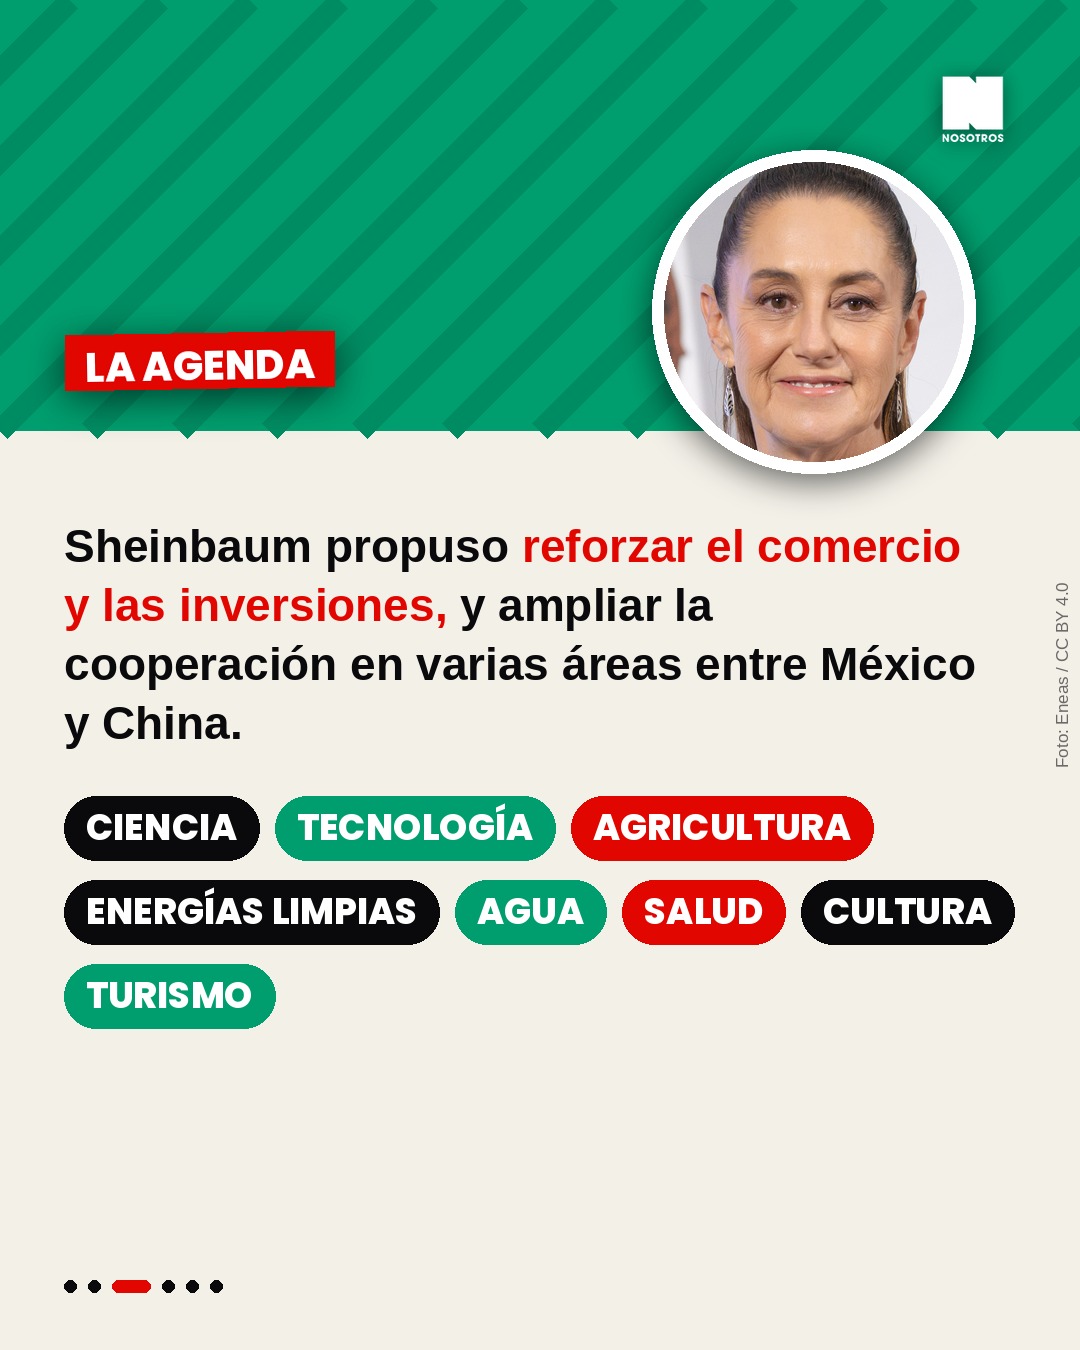 NOSOTROS
LA AGENDA
Sheinbaum propuso reforzar el comercio
y las inversiones, y ampliar la
cooperación en varias áreas entre México
y China.
Foto: Eneas / CC BY 4.0
CIENCIA TECNOLOGÍA AGRICULTURA
ENERGÍAS LIMPIAS AGUA SALUD CULTURA
TURISMO